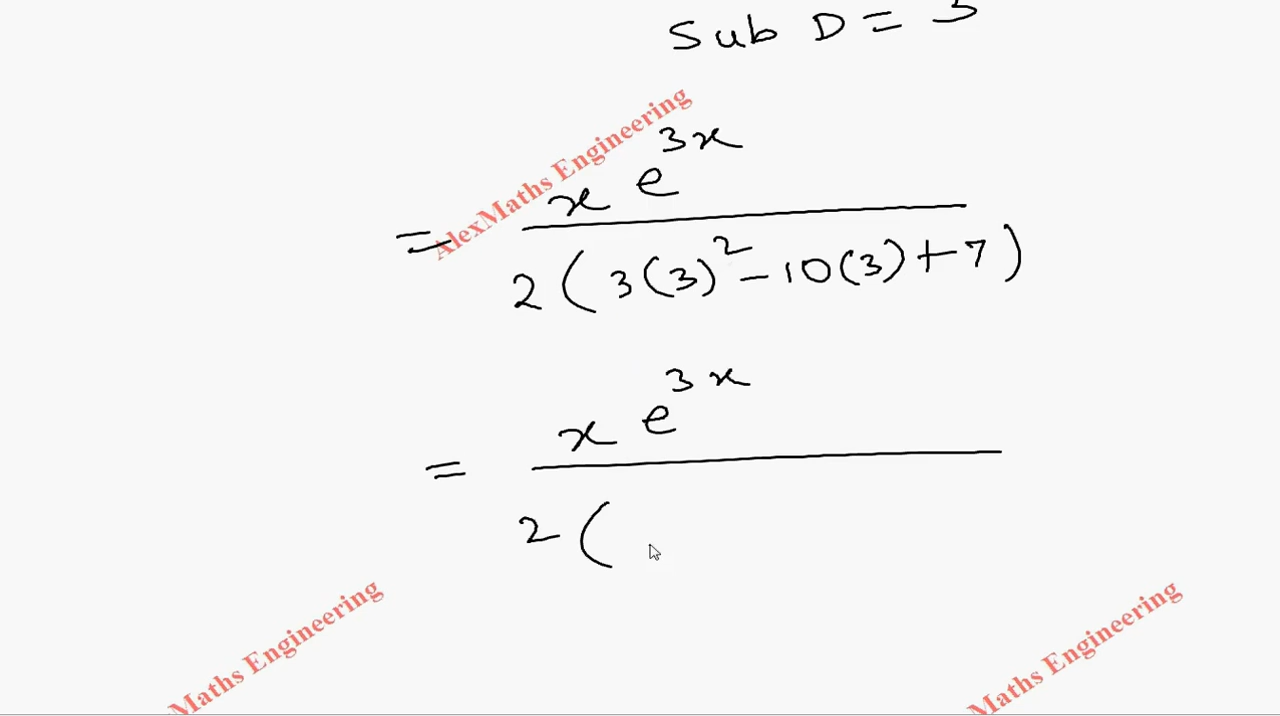 Sub D = 3
AlexMaths Engineering
= x e^{3x}
2 ( 3(3)^2 - 10(3) + 7 )
= x e^{3x}
2 (
Maths Engineering
Maths Engineering